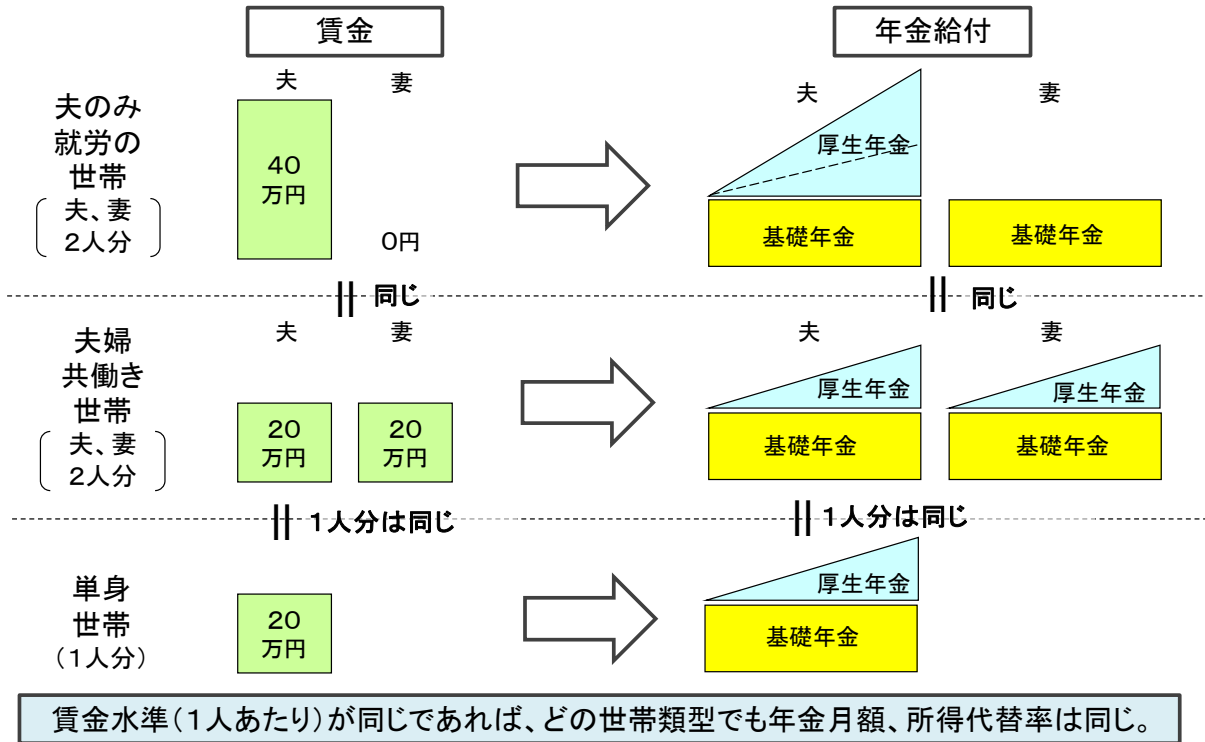 賃金
年金給付
夫
妻
夫
妻
夫のみ
就労の
世帯
夫、妻
2人分
40
万円
0円
厚生年金
基礎年金
基礎年金
同じ
同じ
夫婦
共働き
世帯
夫、妻
2人分
夫
妻
夫
妻
20
万円
20
万円
厚生年金
厚生年金
基礎年金
基礎年金
1人分は同じ
1人分は同じ
単身
世帯
(1人分)
20
万円
厚生年金
基礎年金
賃金水準(1人あたり)が同じであれば、どの世帯類型でも年金月額、所得代替率は同じ。